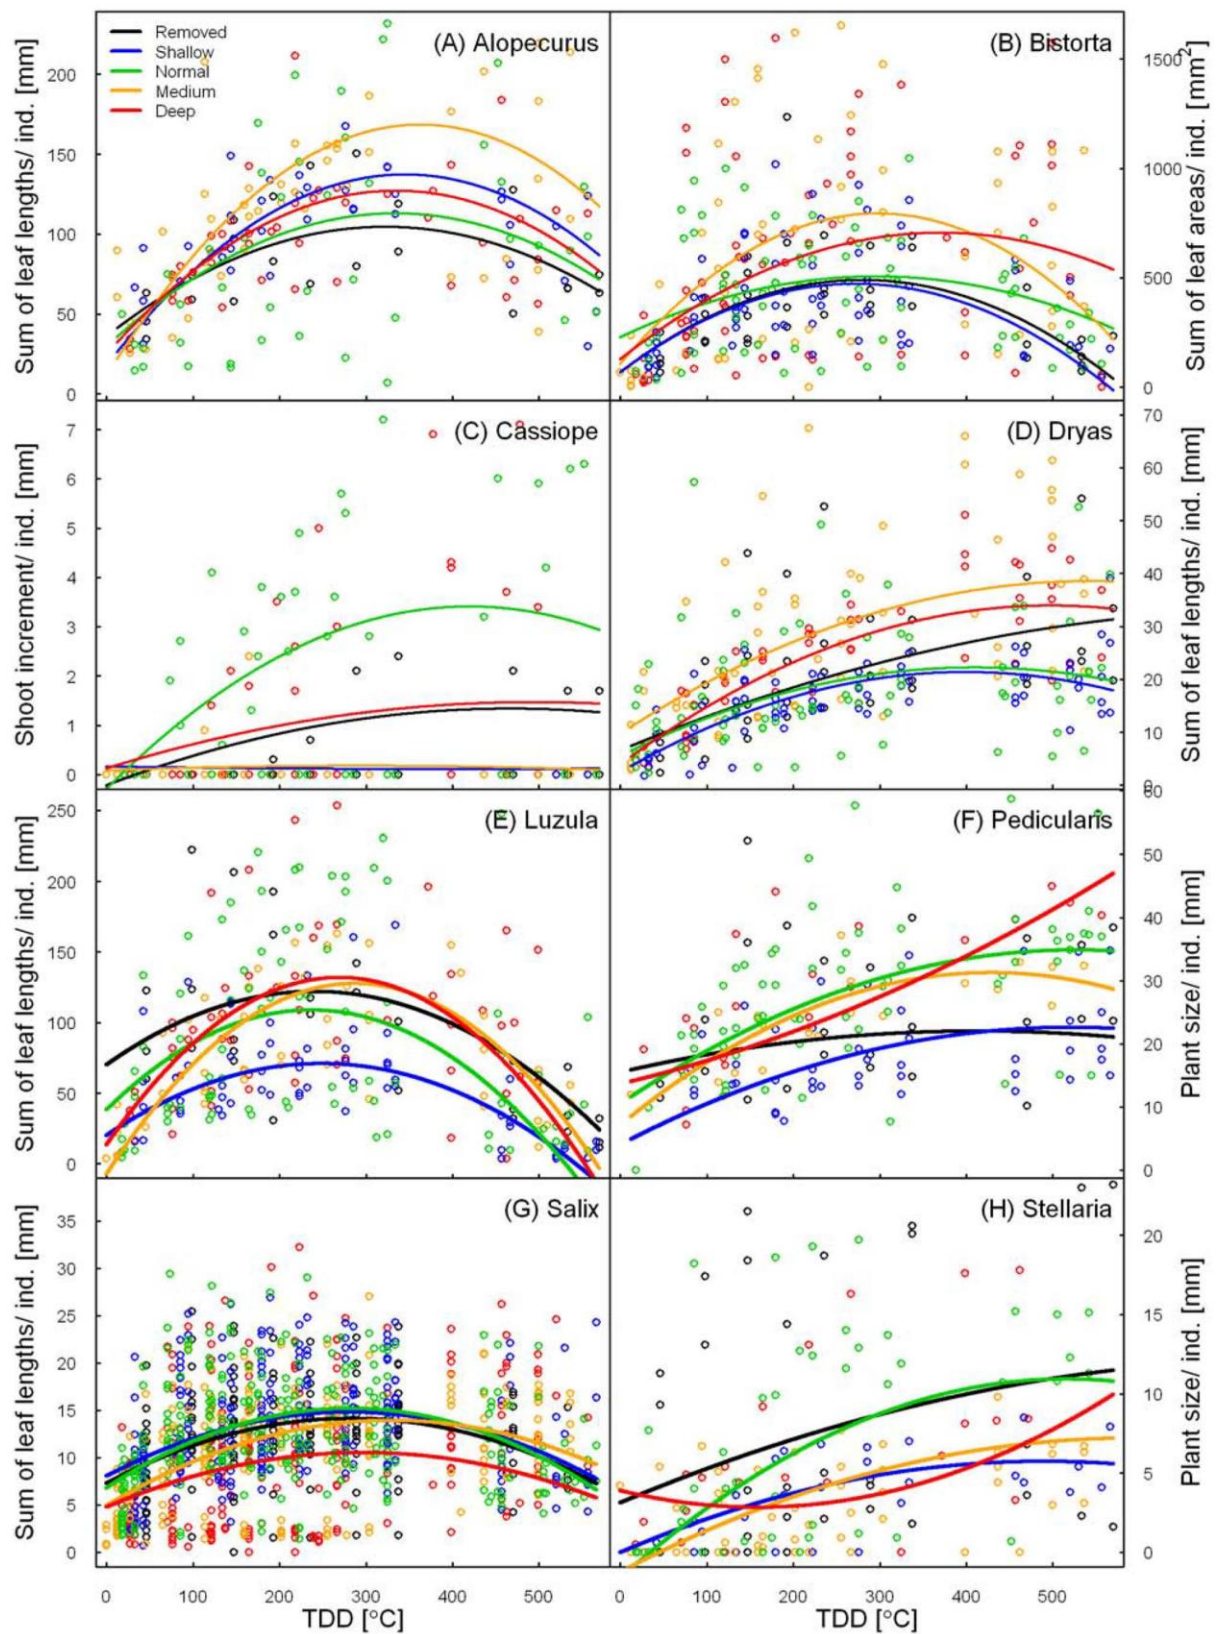 Removed
Shallow
Normal
Medium
Deep
(A) Alopecurus
Sum of leaf lengths/ ind. [mm]
200
150
100
50
0
(B) Bistorta
1500
1000
500
0
Sum of leaf areas/ ind. [mm²]
(C) Cassiope
Shoot increment/ ind. [mm]
7
6
5
4
3
2
1
0
(D) Dryas
70
60
50
40
30
20
10
0
Sum of leaf lengths/ ind. [mm]
(E) Luzula
Sum of leaf lengths/ ind. [mm]
250
200
150
100
50
0
(F) Pedicularis
60
50
40
30
20
10
0
Plant size/ ind. [mm]
(G) Salix
Sum of leaf lengths/ ind. [mm]
35
30
25
20
15
10
5
0
(H) Stellaria
20
15
10
5
0
Plant size/ ind. [mm]
0 100 200 300 400 500
TDD [°C]
0 100 200 300 400 500
TDD [°C]